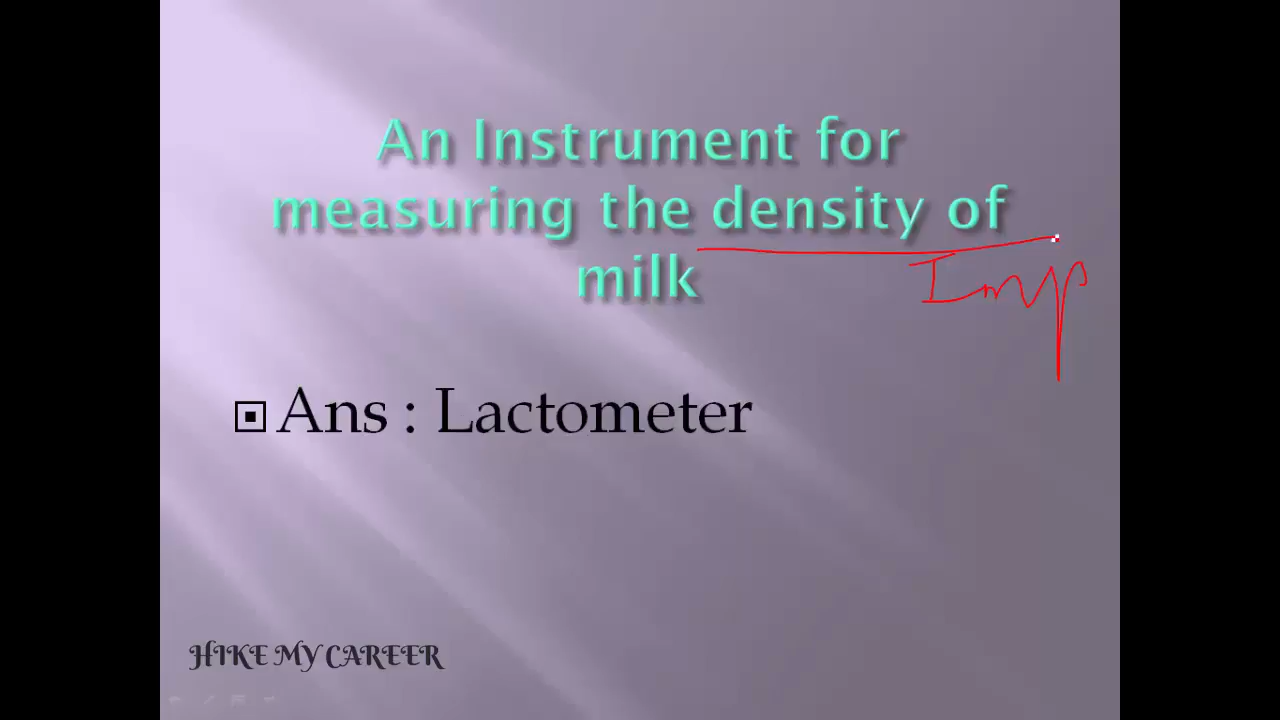 An Instrument for
measuring the density of
milk
Imp
Ans : Lactometer
HIKE MY CAREER